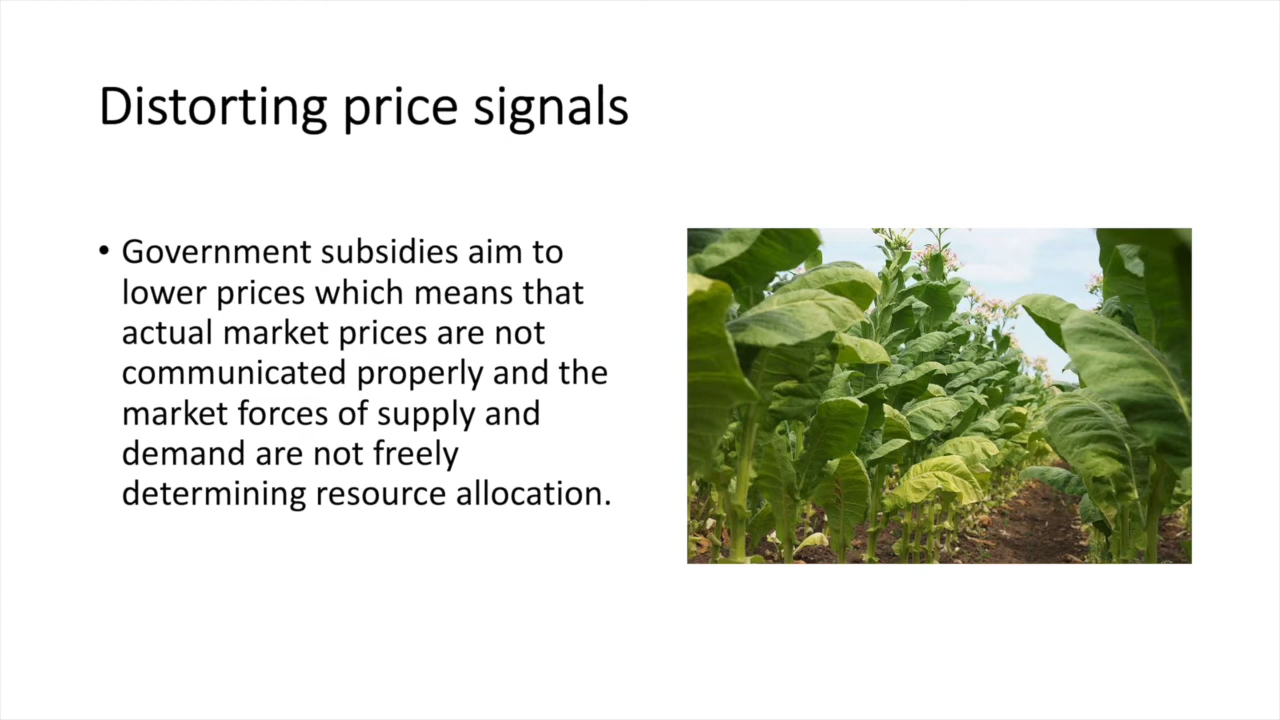 Distorting price signals
• Government subsidies aim to
lower prices which means that
actual market prices are not
communicated properly and the
market forces of supply and
demand are not freely
determining resource allocation.